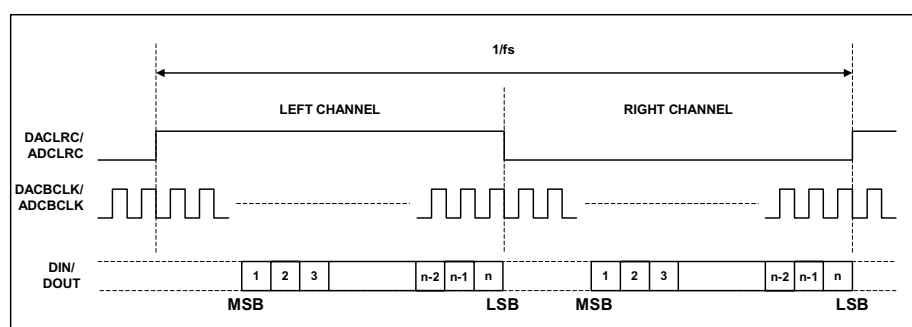 1/fs
LEFT CHANNEL RIGHT CHANNEL
DACLRC/
ADCLRC
DACBCLK/
ADCBCLK
DIN/
DOUT
1 2 3 n-2 n-1 n 1 2 3 n-2 n-1 n
MSB LSB MSB LSB